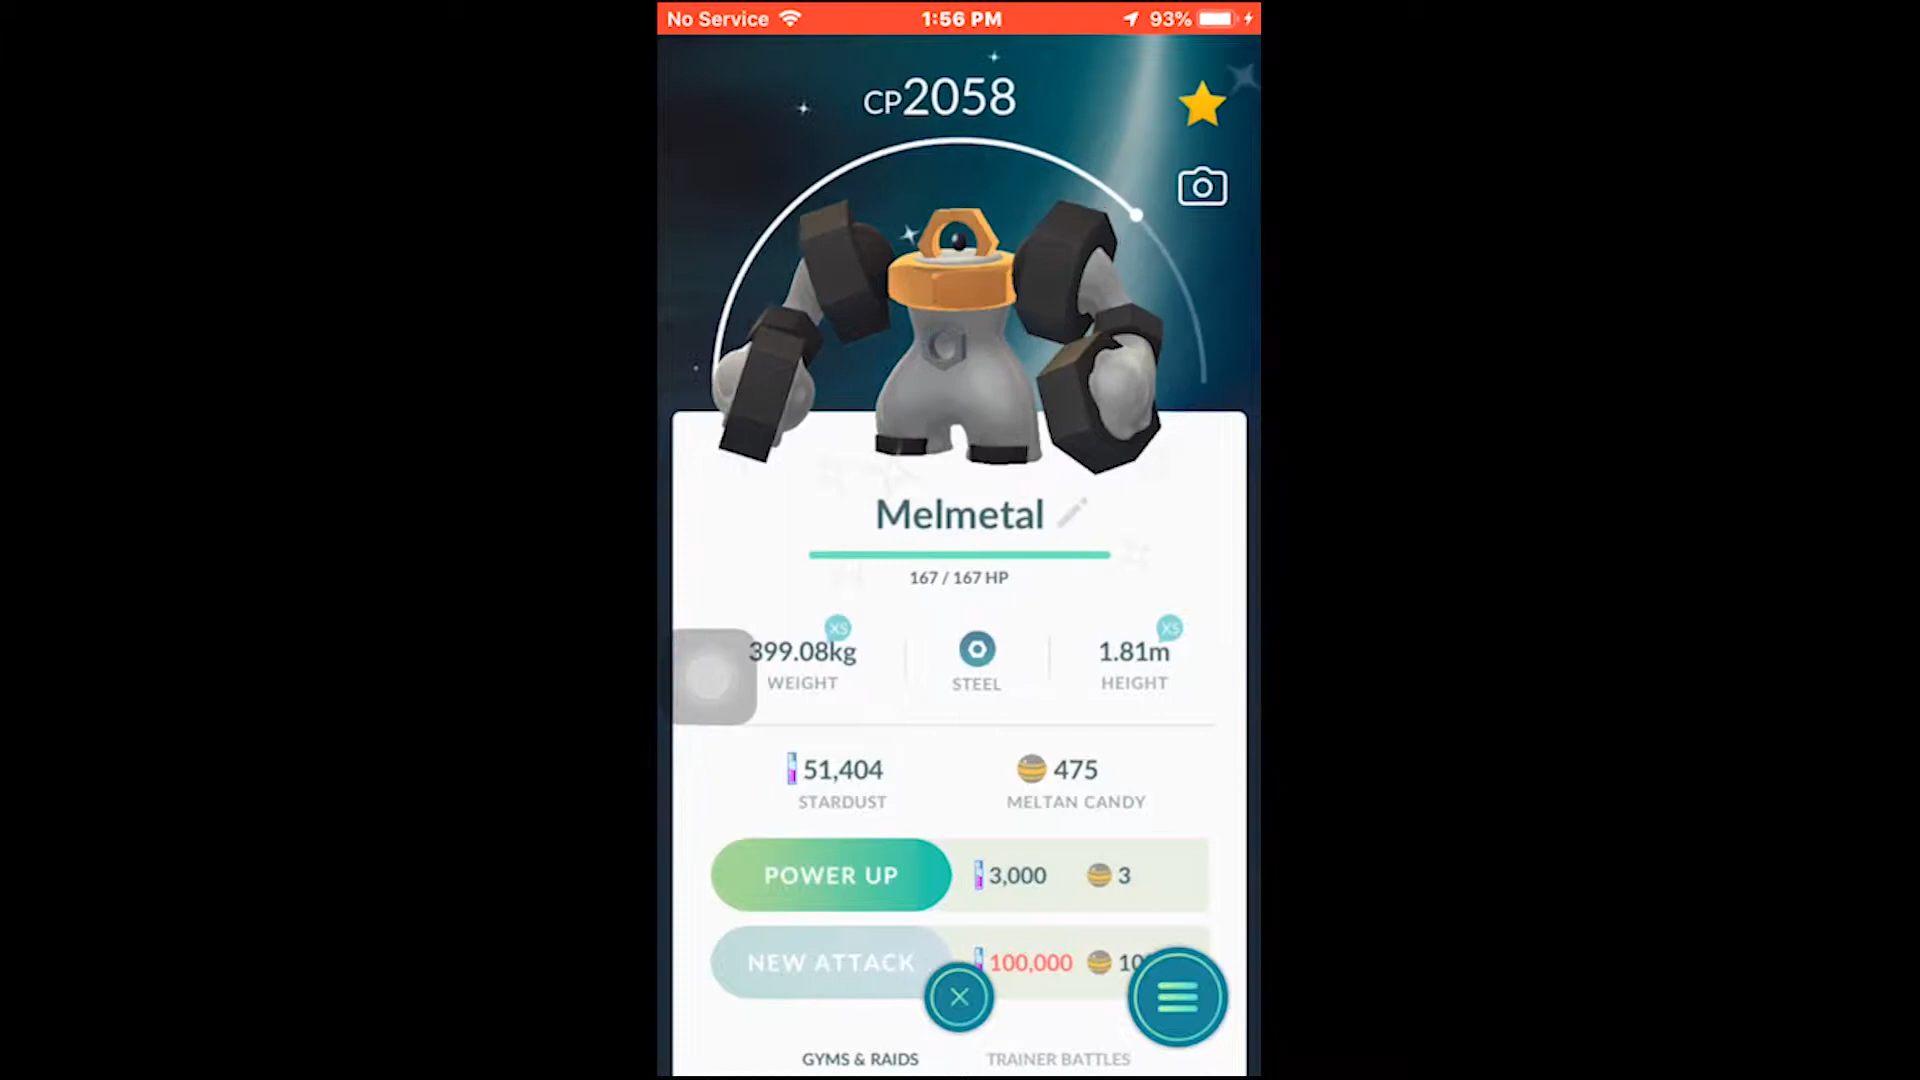 No Service 1:56 PM 93%
CP2058
Melmetal
167 / 167 HP
XS XS
399.08kg 1.81m
WEIGHT STEEL HEIGHT
51,404 475
STARDUST MELTAN CANDY
POWER UP 3,000 3
NEW ATTACK 100,000
GYMS & RAIDS TRAINER BATTLES